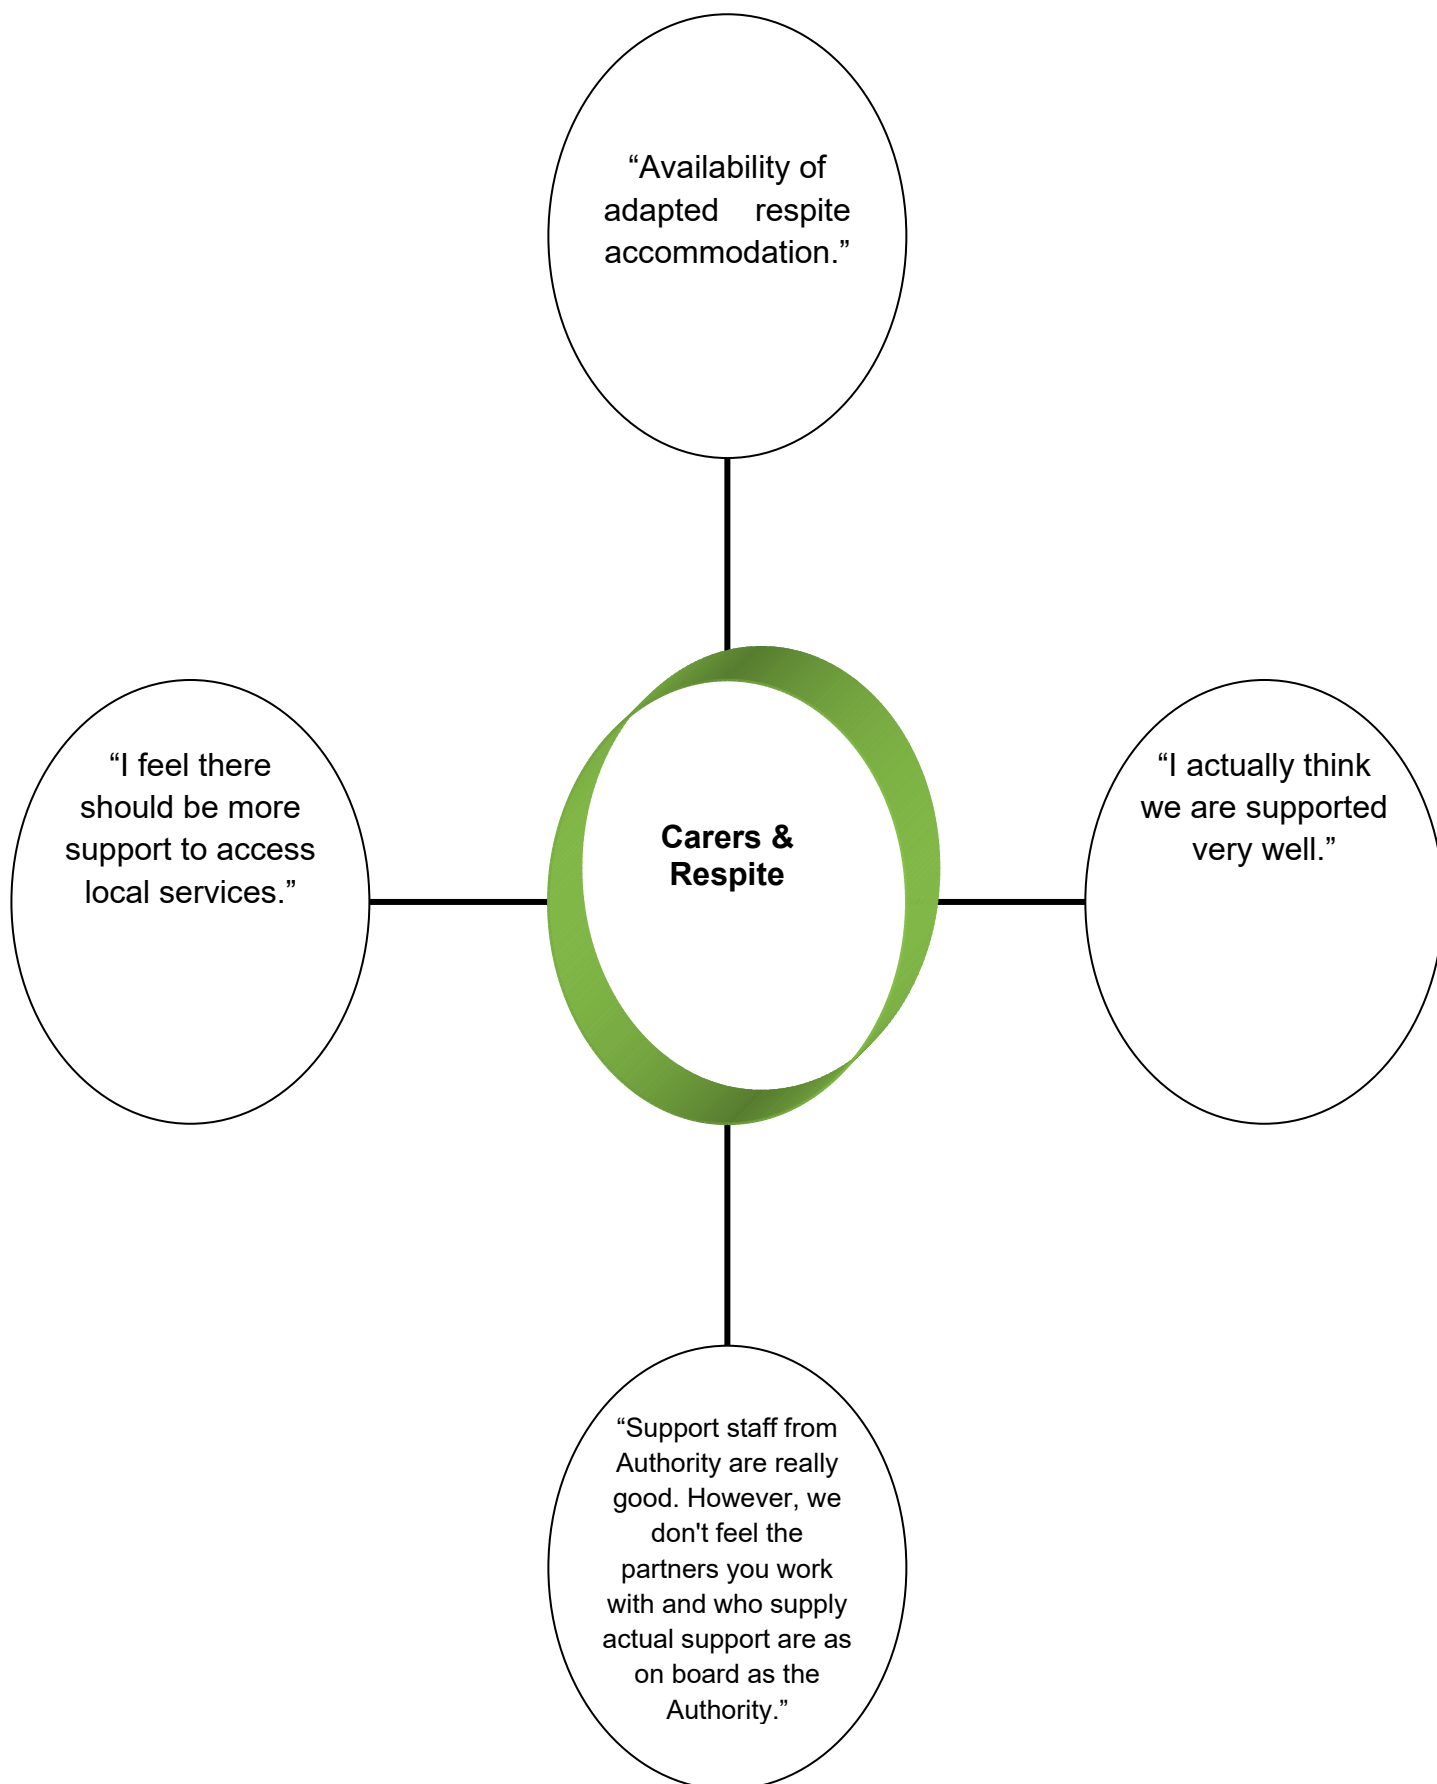 “Availability of
adapted respite
accommodation.”
“I feel there
should be more
support to access
local services.”
Carers &
Respite
“I actually think
we are supported
very well.”
“Support staff from
Authority are really
good. However, we
don't feel the
partners you work
with and who supply
actual support are as
on board as the
Authority.”